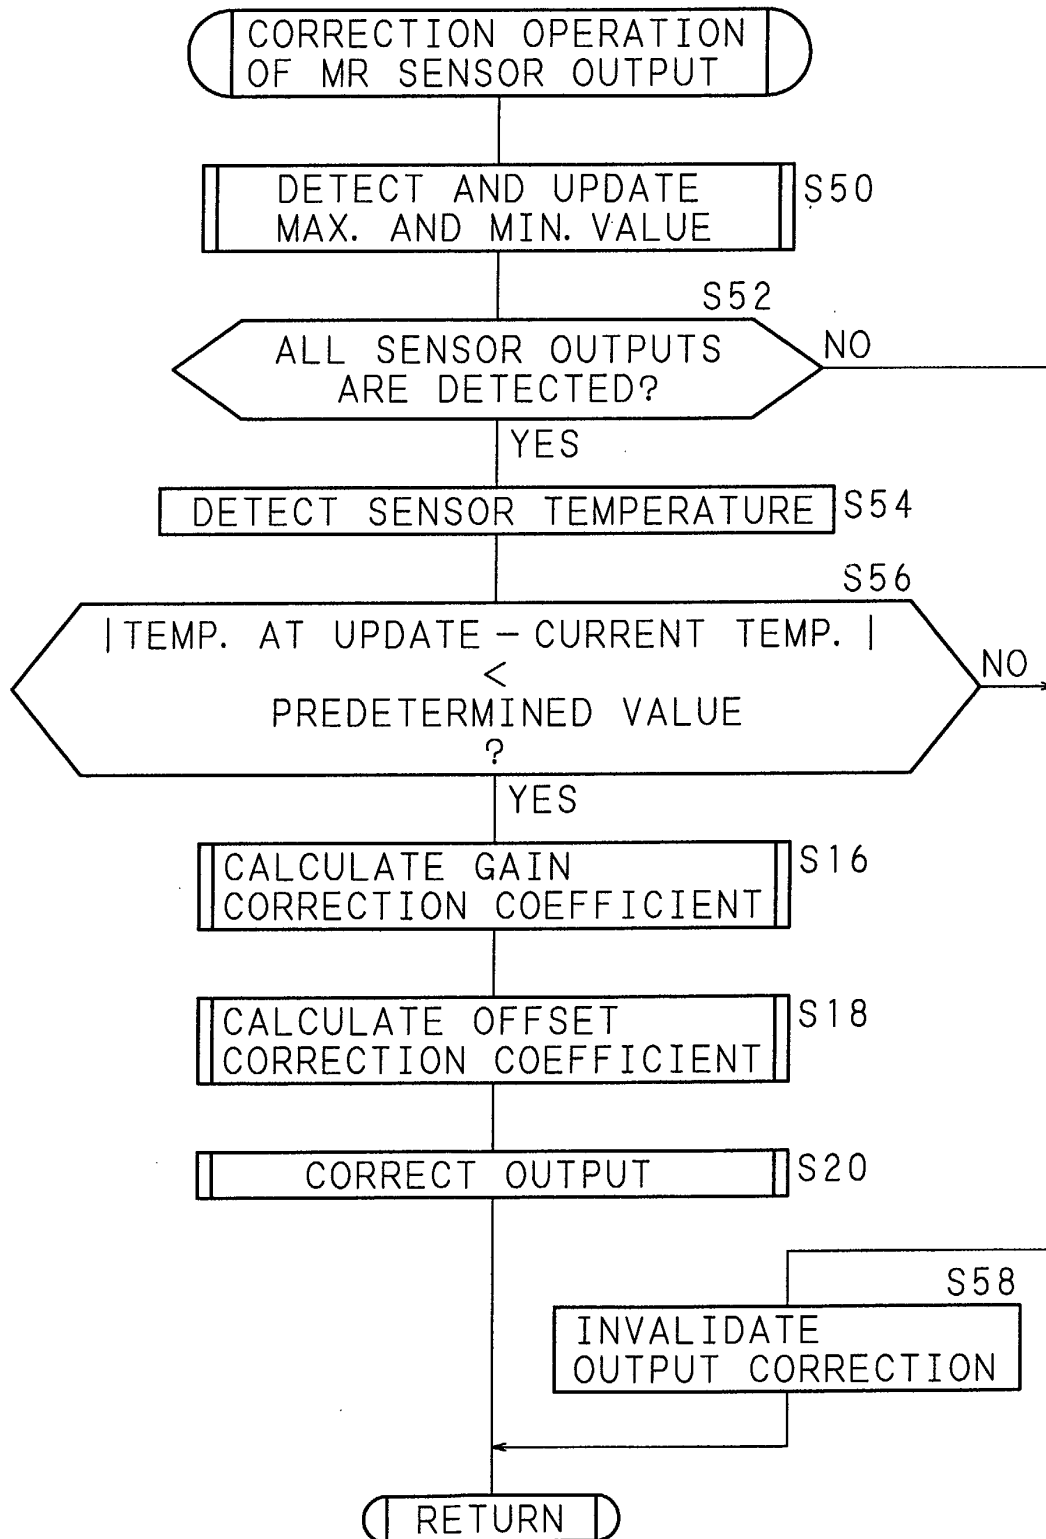 CORRECTION OPERATION
OF MR SENSOR OUTPUT
DETECT AND UPDATE
MAX. AND MIN. VALUE
S50
S52
ALL SENSOR OUTPUTS
ARE DETECTED?
NO
YES
DETECT SENSOR TEMPERATURE
S54
S56
|TEMP. AT UPDATE – CURRENT TEMP. |
<
PREDETERMINED VALUE
?
NO
YES
CALCULATE GAIN
CORRECTION COEFFICIENT
S16
CALCULATE OFFSET
CORRECTION COEFFICIENT
S18
CORRECT OUTPUT
S20
S58
INVALIDATE
OUTPUT CORRECTION
RETURN